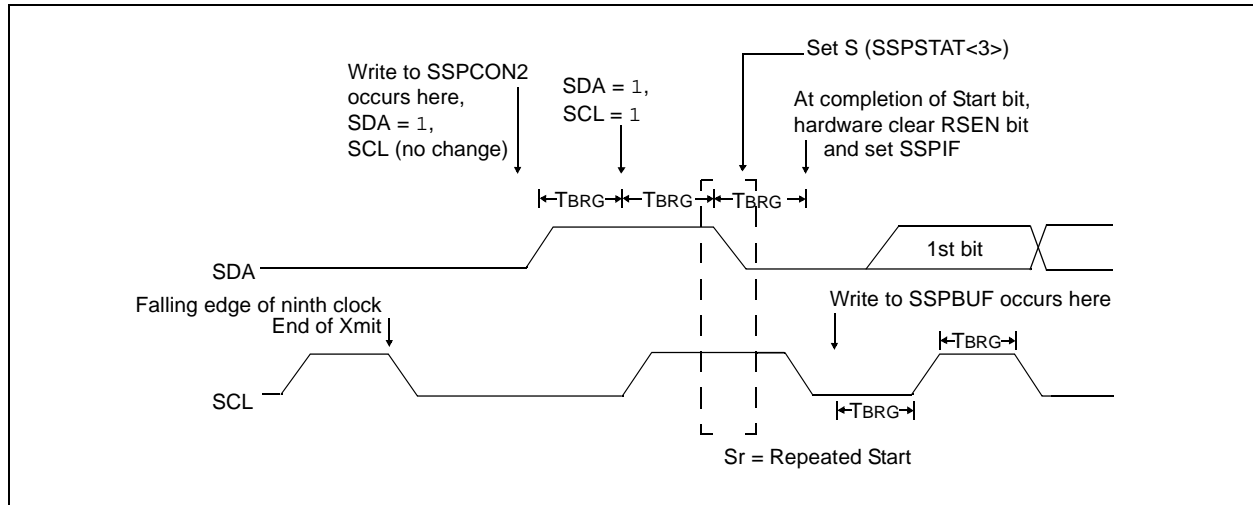 Set S (SSPSTAT<3>)
Write to SSPCON2
occurs here,
SDA = 1,
SCL (no change)
SDA = 1,
SCL = 1
At completion of Start bit,
hardware clear RSEN bit
and set SSPIF
TBRG
TBRG
TBRG
SDA
1st bit
Falling edge of ninth clock
End of Xmit
Write to SSPBUF occurs here
TBRG
SCL
TBRG
Sr = Repeated Start